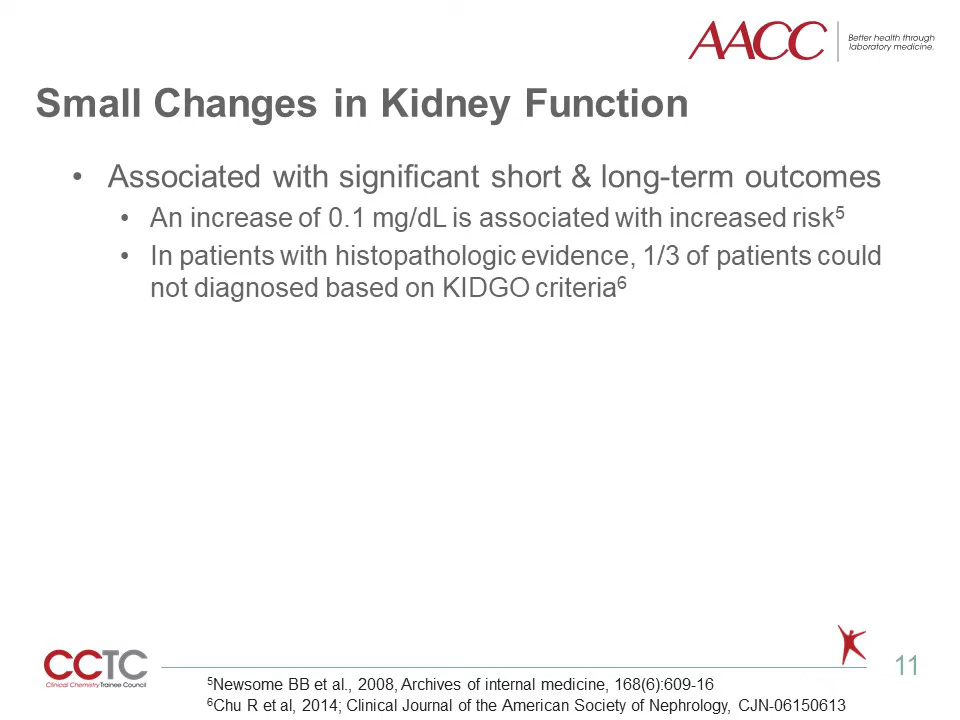 AACC
Better health through
laboratory medicine.
Small Changes in Kidney Function
• Associated with significant short & long-term outcomes
• An increase of 0.1 mg/dL is associated with increased risk5
• In patients with histopathologic evidence, 1/3 of patients could
not diagnosed based on KIDGO criteria6
CCTC
Clinical Chemistry Trainee Council
11
5Newsome BB et al., 2008, Archives of internal medicine, 168(6):609-16
6Chu R et al, 2014; Clinical Journal of the American Society of Nephrology, CJN-06150613